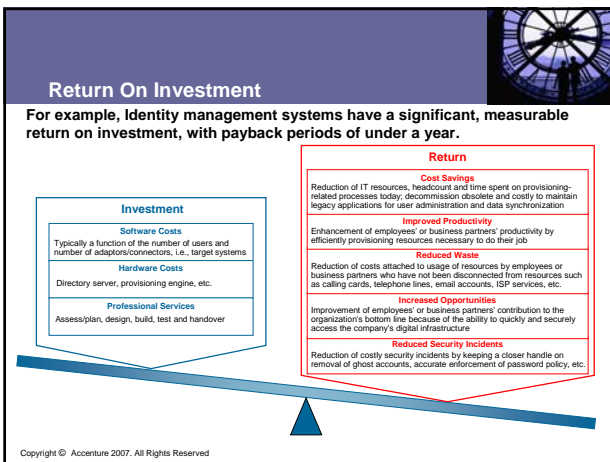 Return On Investment
For example, Identity management systems have a significant, measurable
return on investment, with payback periods of under a year.
Investment
Software Costs
Typically a function of the number of users and
number of adaptors/connectors, i.e., target systems
Hardware Costs
Directory server, provisioning engine, etc.
Professional Services
Assess/plan, design, build, test and handover
Return
Cost Savings
Reduction of IT resources, headcount and time spent on provisioning-
related processes today; decommission obsolete and costly to maintain
legacy applications for user administration and data synchronization
Improved Productivity
Enhancement of employees' or business partners' productivity by
efficiently provisioning resources necessary to do their job
Reduced Waste
Reduction of costs attached to usage of resources by employees or
business partners who have not been disconnected from resources such
as calling cards, telephone lines, email accounts, ISP services, etc.
Increased Opportunities
Improvement of employees' or business partners' contribution to the
organization's bottom line because of the ability to quickly and securely
access the company's digital infrastructure
Reduced Security Incidents
Reduction of costly security incidents by keeping a closer handle on
removal of ghost accounts, accurate enforcement of password policy, etc.
Copyright © Accenture 2007. All Rights Reserved